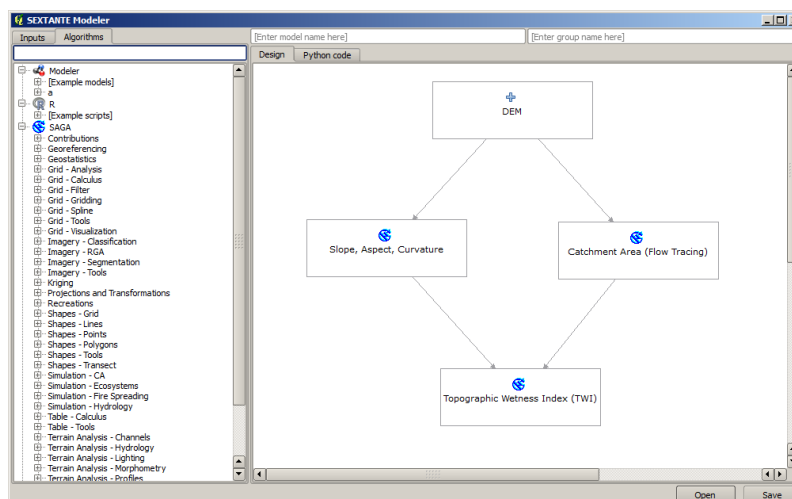 SEXTANTE Modeler
Inputs
Algorithms
[Enter model name here]
[Enter group name here]
Design
Python code
Modeler
[Example models]
a
R
[Example scripts]
SAGA
Contributions
Georeferencing
Geostatistics
Grid - Analysis
Grid - Calculus
Grid - Filter
Grid - Gridding
Grid - Spline
Grid - Tools
Grid - Visualization
Imagery - Classification
Imagery - RGA
Imagery - Segmentation
Imagery - Tools
Kriging
Projections and Transformations
Recreations
Shapes - Grid
Shapes - Lines
Shapes - Points
Shapes - Polygons
Shapes - Tools
Shapes - Transect
Simulation - CA
Simulation - Ecosystems
Simulation - Fire Spreading
Simulation - Hydrology
Table - Calculus
Table - Tools
Terrain Analysis - Channels
Terrain Analysis - Hydrology
Terrain Analysis - Lighting
Terrain Analysis - Morphometry
Terrain Analysis - Profiles
DEM
Slope, Aspect, Curvature
Catchment Area (Flow Tracing)
Topographic Wetness Index (TWI)
Open
Save